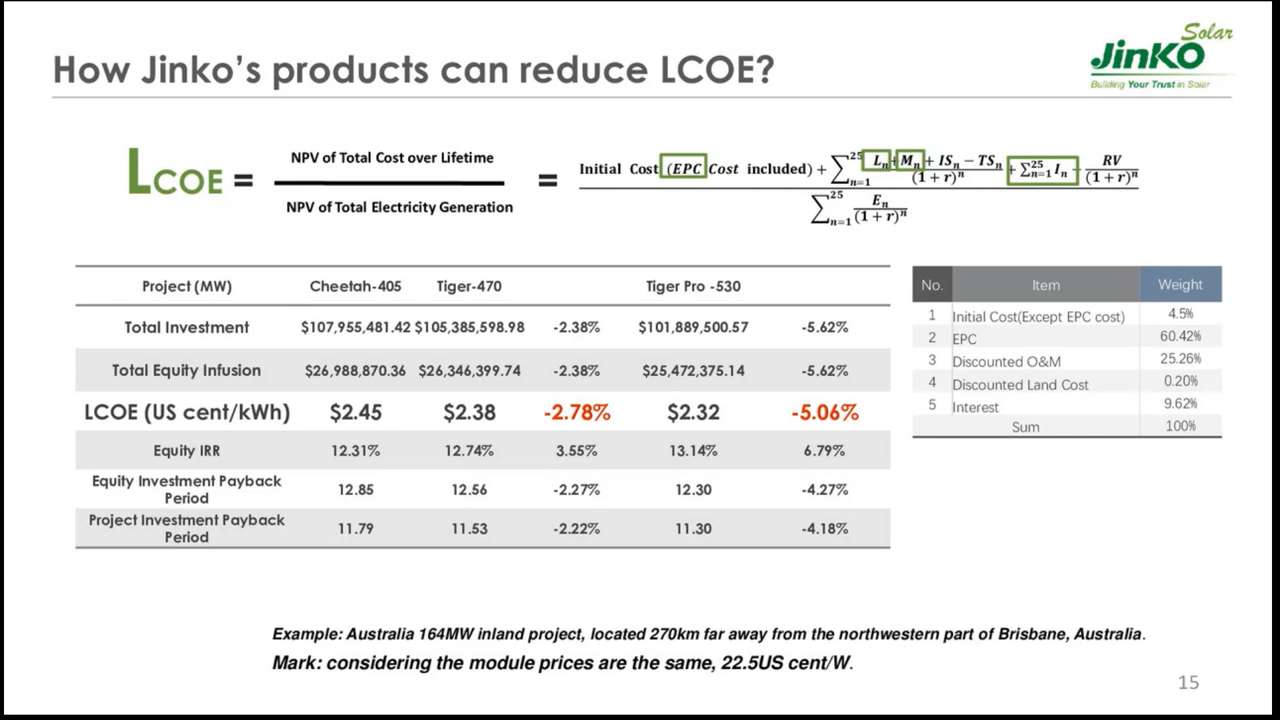 How Jinko's products can reduce LCOE?
Solar
JinKO
Building Your Trust in Solar
LCOE = NPV of Total Cost over Lifetime / NPV of Total Electricity Generation = Initial Cost (EPC Cost included) + ∑²⁵ₙ₌₁ (Lₙ + Mₙ + ISₙ − TSₙ)/(1 + r)ⁿ + ∑²⁵ₙ₌₁ Iₙ − RV/(1 + r)ⁿ / ∑²⁵ₙ₌₁ Eₙ/(1 + r)ⁿ
Project (MW) Cheetah-405 Tiger-470 Tiger Pro -530
Total Investment $107,955,481.42 $105,385,598.98 -2.38% $101,889,500.57 -5.62%
Total Equity Infusion $26,988,870.36 $26,346,399.74 -2.38% $25,472,375.14 -5.62%
LCOE (US cent/kWh) $2.45 $2.38 -2.78% $2.32 -5.06%
Equity IRR 12.31% 12.74% 3.55% 13.14% 6.79%
Equity Investment Payback
Period 12.85 12.56 -2.27% 12.30 -4.27%
Project Investment Payback
Period 11.79 11.53 -2.22% 11.30 -4.18%
No. Item Weight
1 Initial Cost(Except EPC cost) 4.5%
2 EPC 60.42%
3 Discounted O&M 25.26%
4 Discounted Land Cost 0.20%
5 Interest 9.62%
Sum 100%
Example: Australia 164MW inland project, located 270km far away from the northwestern part of Brisbane, Australia.
Mark: considering the module prices are the same, 22.5US cent/W.
15